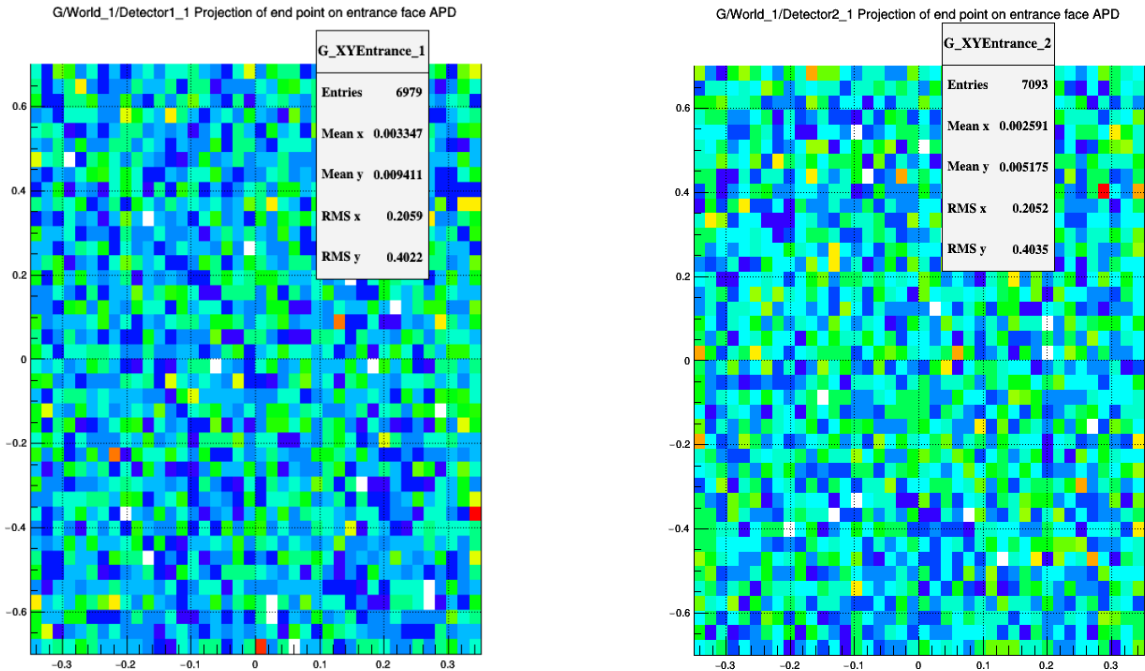 G/World_1/Detector1_1 Projection of end point on entrance face APD
G_XYEntrance_1
Entries 6979
Mean x 0.003347
Mean y 0.009411
RMS x 0.2059
RMS y 0.4022
0.6
0.4
0.2
0
−0.2
−0.4
−0.6
−0.3 −0.2 −0.1 0 0.1 0.2 0.3
G/World_1/Detector2_1 Projection of end point on entrance face APD
G_XYEntrance_2
Entries 7093
Mean x 0.002591
Mean y 0.005175
RMS x 0.2052
RMS y 0.4035
0.6
0.4
0.2
0
−0.2
−0.4
−0.6
−0.3 −0.2 −0.1 0 0.1 0.2 0.3